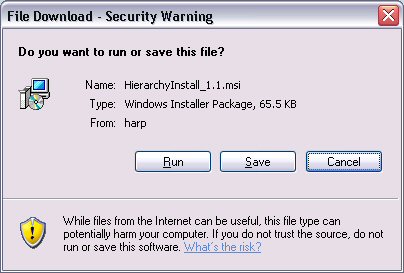 File Download - Security Warning
Do you want to run or save this file?
Name: HierarchyInstall_1.1.msi
Type: Windows Installer Package, 65.5 KB
From: harp
Run Save Cancel
While files from the Internet can be useful, this file type can
potentially harm your computer. If you do not trust the source, do not
run or save this software. What's the risk?